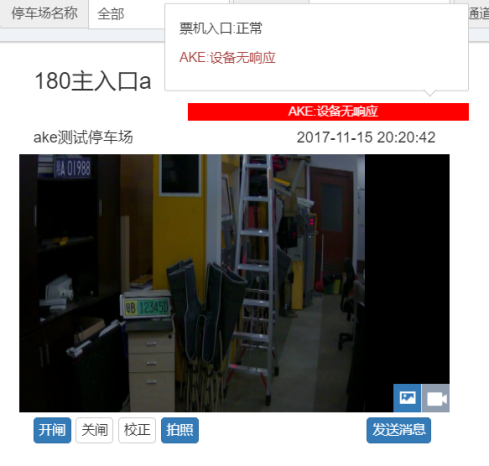 停车场名称 全部
通道
票机入口:正常
AKE:设备无响应
180主入口a
AKE:设备无响应
ake测试停车场 2017-11-15 20:20:42
A 01988
B 12345D
开闸 关闸 校正 拍照 发送消息